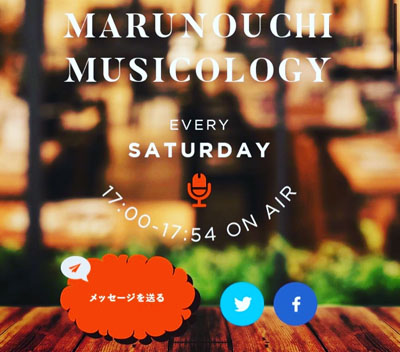 MARUNOUCHI
MUSICOLOGY
EVERY
SATURDAY
17:00-17:54 ON AIR
メッセージを送る